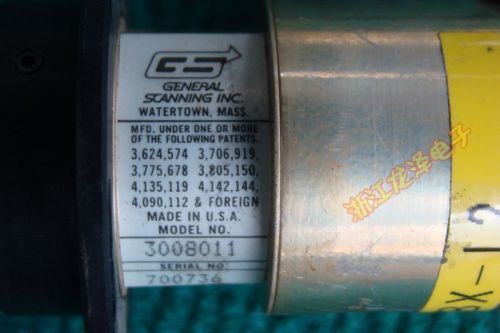 GS
GENERAL
SCANNING INC.
WATERTOWN, MASS.
MFD. UNDER ONE OR MORE
OF THE FOLLOWING PATENTS.
3,624,574 3,706,919,
3,775,678 3,805,150,
4,135,119 4,142,144,
4,090,112 & FOREIGN
MADE IN U.S.A.
MODEL NO.
3008011
SERIAL NO.
700736
浙江亿泽电子